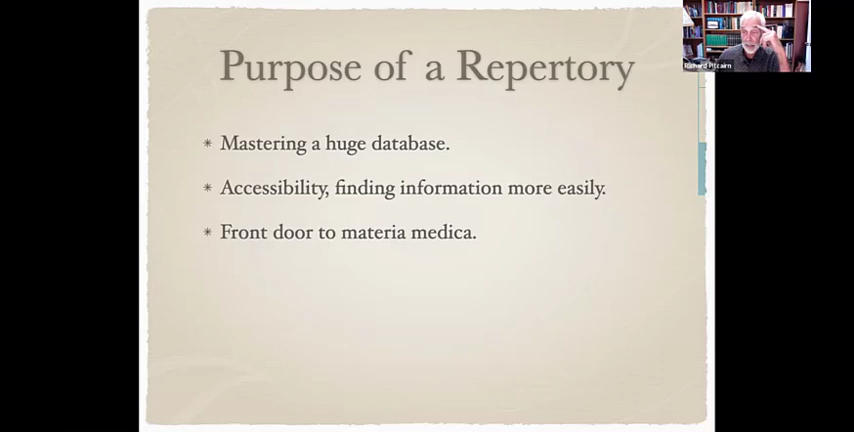 Purpose of a Repertory
* Mastering a huge database.
* Accessibility, finding information more easily.
* Front door to materia medica.
Richard Pitcairn